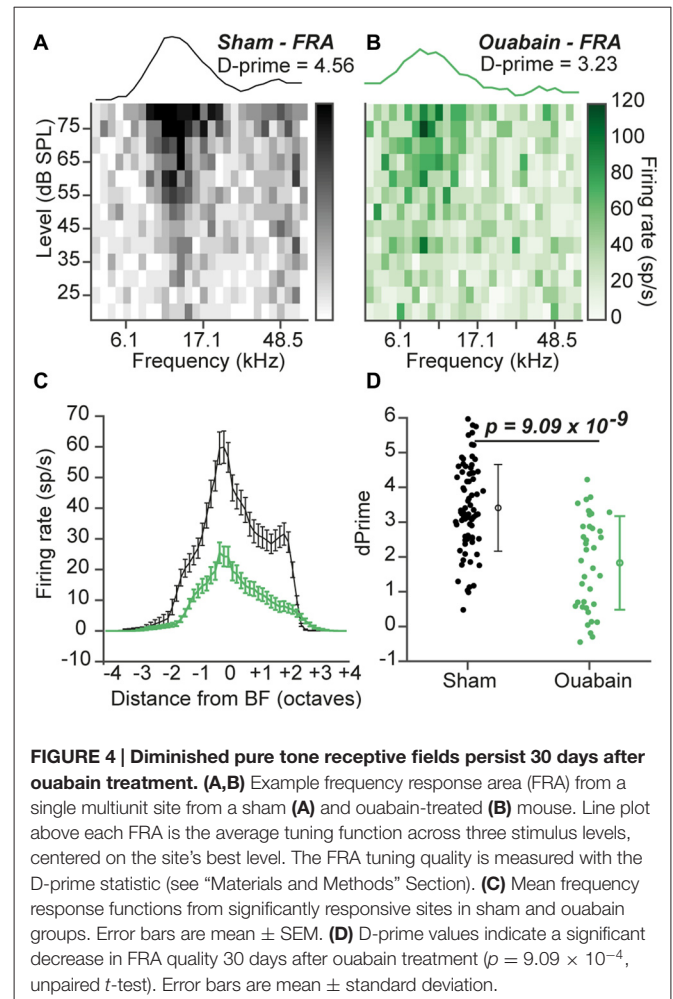 A
Sham - FRA
D-prime = 4.56
B
Ouabain - FRA
D-prime = 3.23
Level (dB SPL)
75
65
55
45
35
25
6.1 17.1 48.5
Frequency (kHz)
6.1 17.1 48.5
Frequency (kHz)
120
100
80
60
40
20
0
Firing rate (sp/s)
C
Firing rate (sp/s)
70
60
50
40
30
20
10
0
-10
-4 -3 -2 -1 0 +1 +2 +3 +4
Distance from BF (octaves)
D
dPrime
6
5
4
3
2
1
0
-1
p = 9.09 x 10-9
Sham Ouabain
FIGURE 4 | Diminished pure tone receptive fields persist 30 days after
ouabain treatment. (A,B) Example frequency response area (FRA) from a
single multiunit site from a sham (A) and ouabain-treated (B) mouse. Line plot
above each FRA is the average tuning function across three stimulus levels,
centered on the site's best level. The FRA tuning quality is measured with the
D-prime statistic (see “Materials and Methods” Section). (C) Mean frequency
response functions from significantly responsive sites in sham and ouabain
groups. Error bars are mean ± SEM. (D) D-prime values indicate a significant
decrease in FRA quality 30 days after ouabain treatment (p = 9.09 × 10⁻⁴,
unpaired t-test). Error bars are mean ± standard deviation.